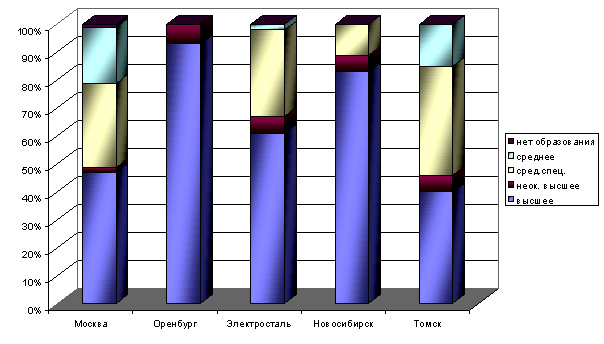 100%
90%
80%
70%
60%
50%
40%
30%
20%
10%
0%
Москва Оренбург Электросталь Новосибирск Томск
нет образования
среднее
сред.спец.
неок. высшее
высшее